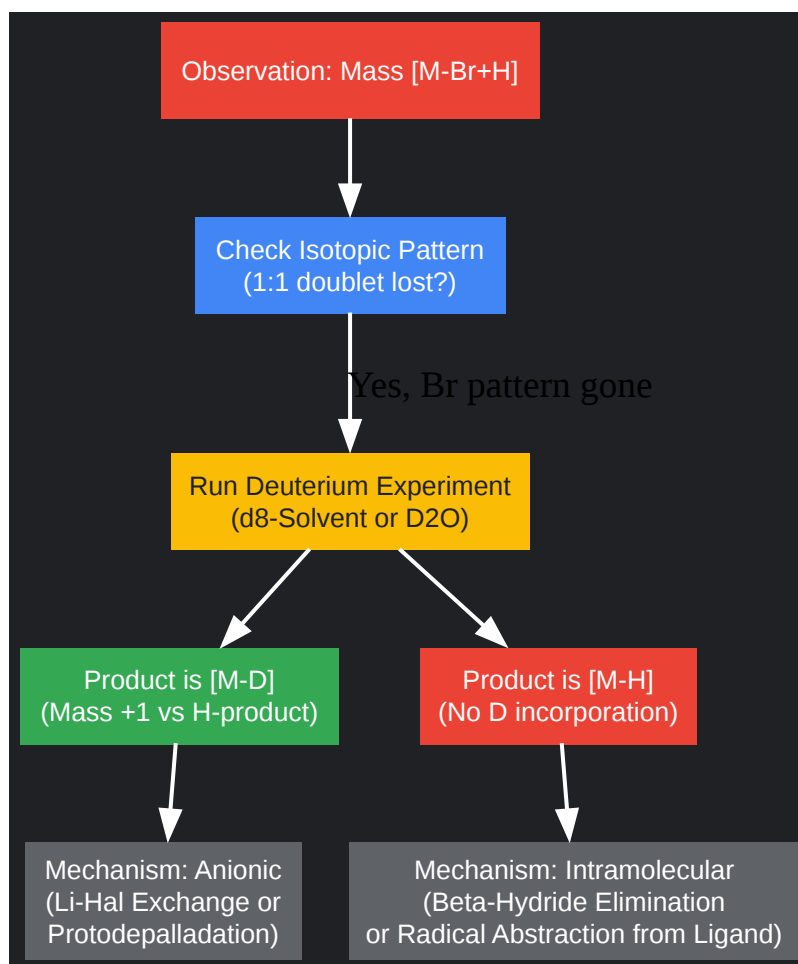 Observation: Mass [M-Br+H]
Check Isotopic Pattern
(1:1 doublet lost?)
Yes, Br pattern gone
Run Deuterium Experiment
(d8-Solvent or D2O)
Product is [M-D]
(Mass +1 vs H-product)
Product is [M-H]
(No D incorporation)
Mechanism: Anionic
(Li-Hal Exchange or
Protodepalladation)
Mechanism: Intramolecular
(Beta-Hydride Elimination
or Radical Abstraction from Ligand)